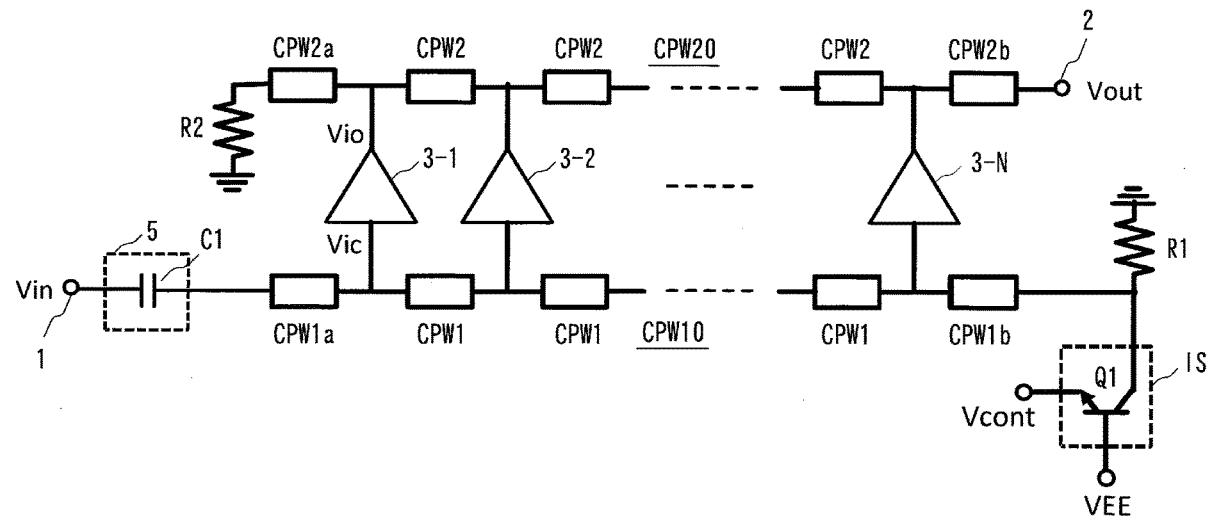 CPW2a CPW2 CPW2 CPW20 CPW2 CPW2b 2
Vout
R2
Vio
3-1 3-2 3-N
5 C1
Vic
R1
Vin
1
CPW1a CPW1 CPW1 CPW10 CPW1 CPW1b
IS
Q1
Vcont
VEE